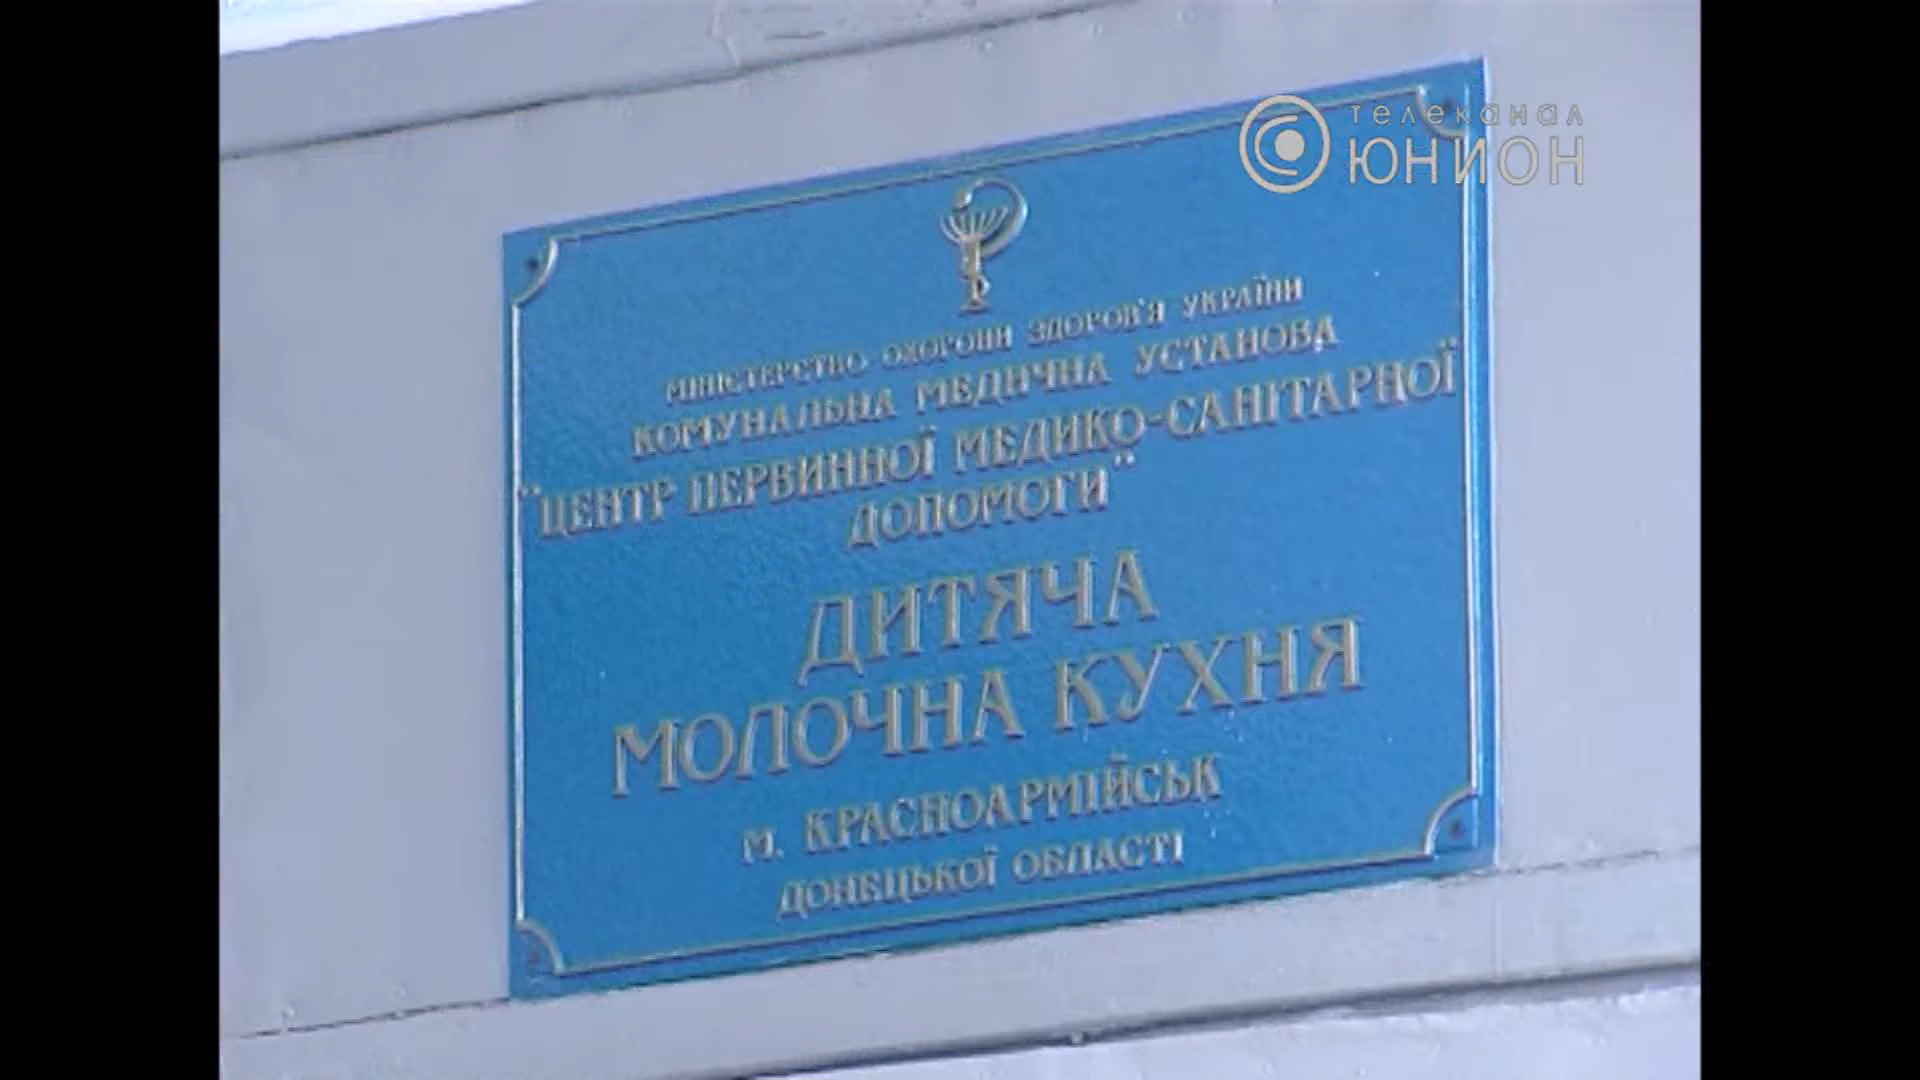 телеканал
ЮНИОН
МІНІСТЕРСТВО ОХОРОНИ ЗДОРОВ'Я УКРАЇНИ
КОМУНАЛЬНА МЕДИЧНА УСТАНОВА
"ЦЕНТР ПЕРВИННОЇ МЕДИКО-САНІТАРНОЇ
ДОПОМОГИ"
ДИТЯЧА
МОЛОЧНА КУХНЯ
м. КРАСНОАРМІЙСЬК
ДОНЕЦЬКОЇ ОБЛАСТІ